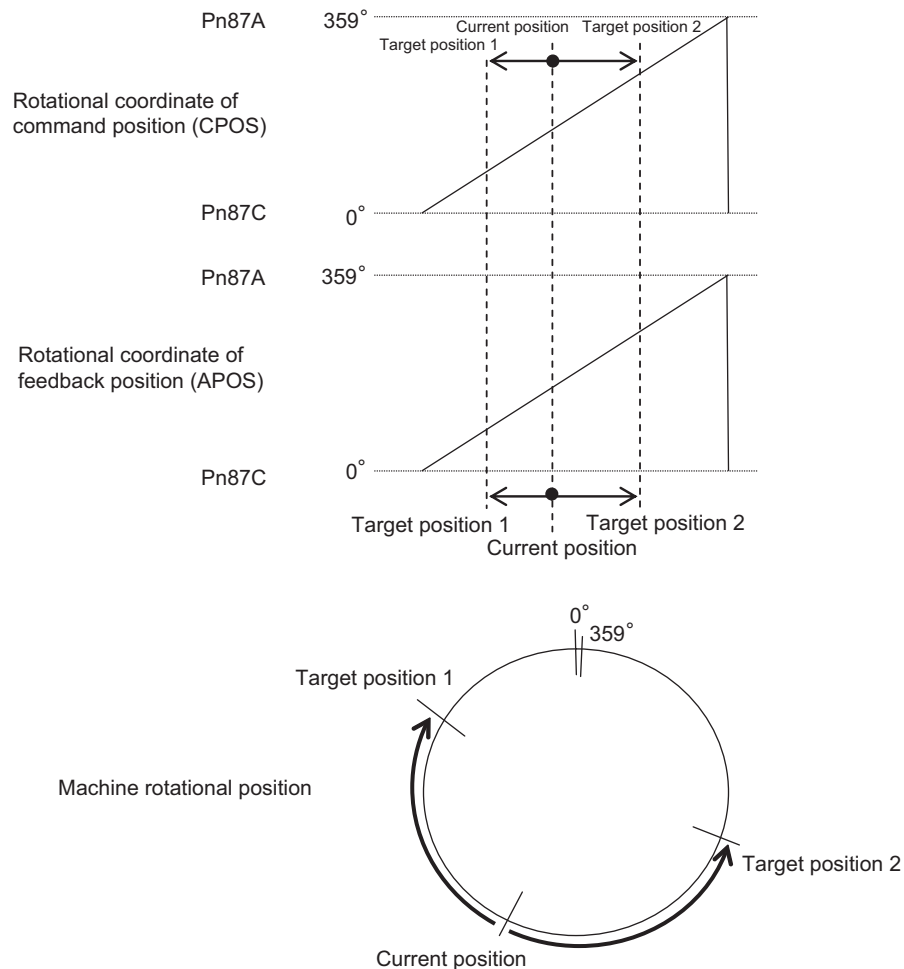 Pn87A 359°
Current position
Target position 1
Target position 2
Rotational coordinate of
command position (CPOS)
Pn87C 0°
Pn87A 359°
Rotational coordinate of
feedback position (APOS)
Pn87C 0°
Target position 1
Target position 2
Current position
0°
359°
Target position 1
Machine rotational position
Target position 2
Current position